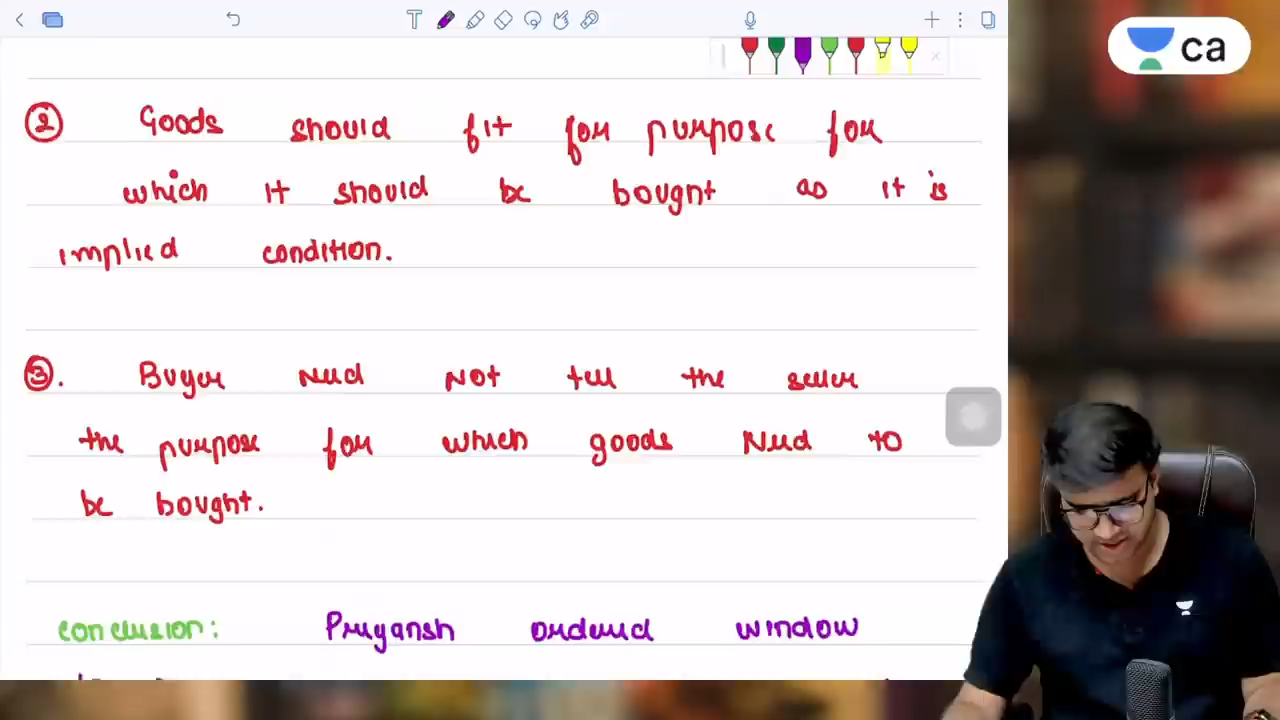 T
ca
② Goods should fit for purpose for
which it should be bought as it is
implied condition.
③. Buyer need not tell the seller
the purpose for which goods need to
be bought.
conclusion: Priyansh ordered window